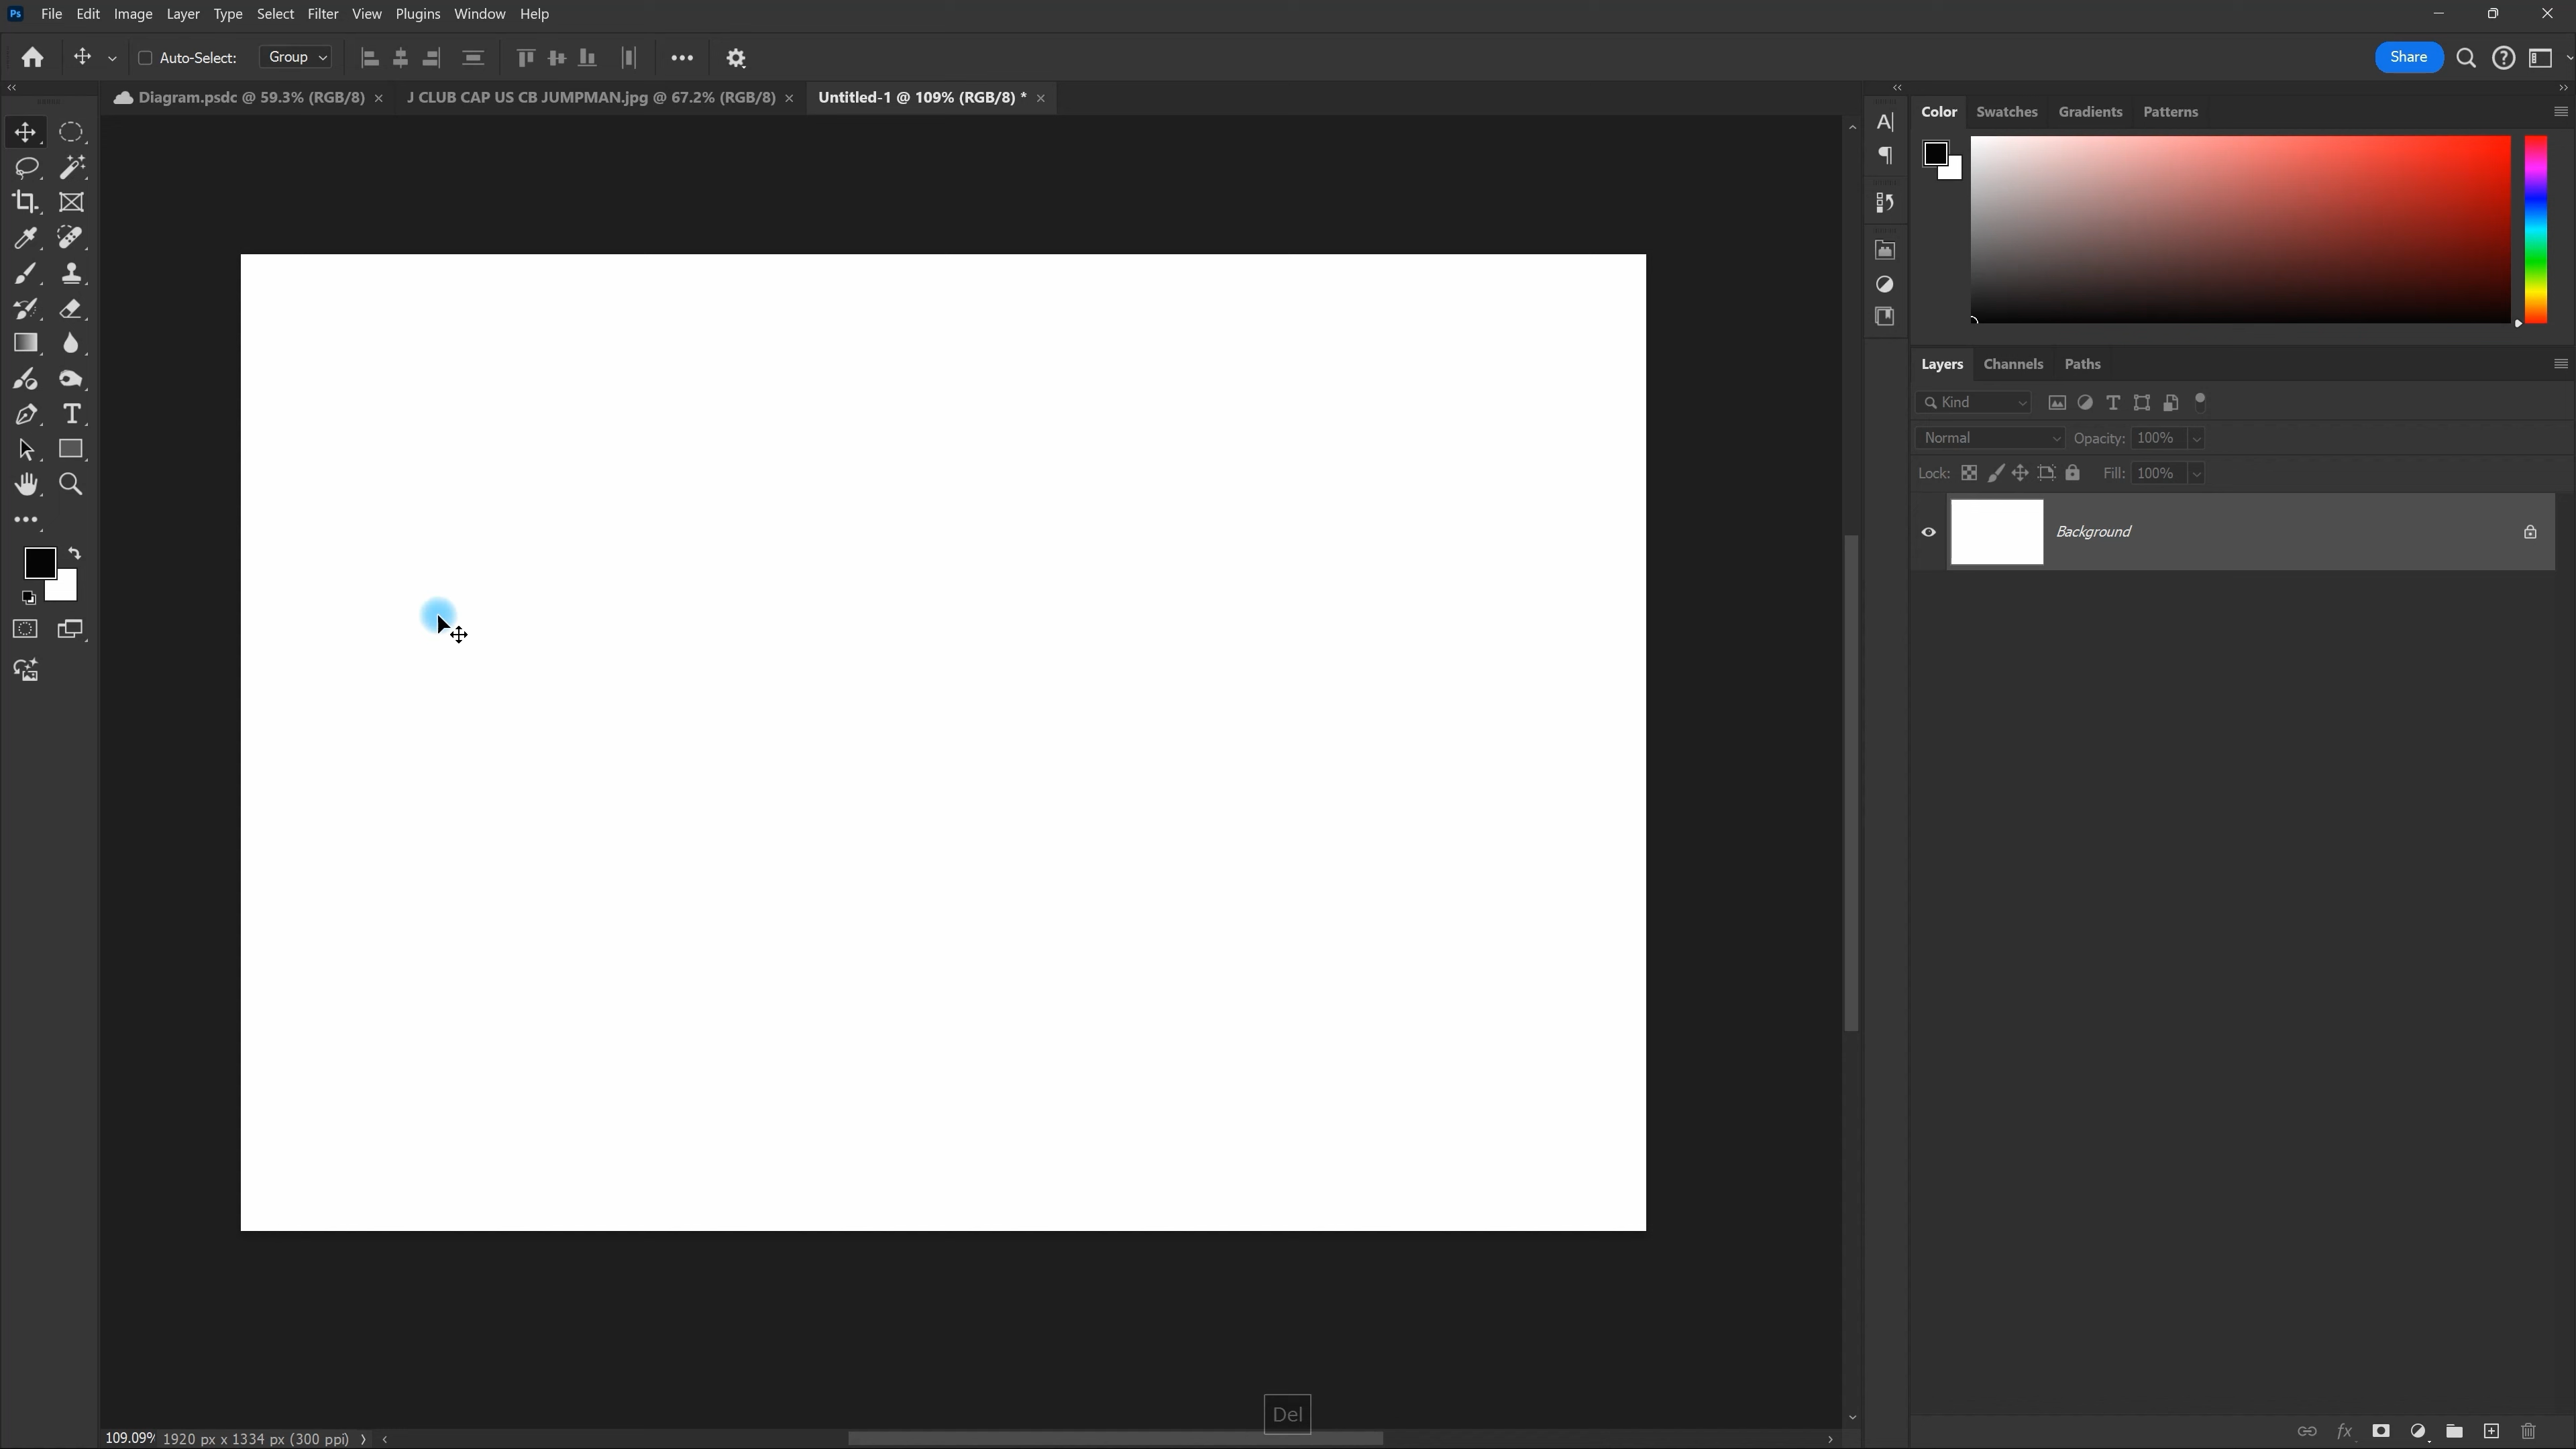 Ps File Edit Image Layer Type Select Filter View Plugins Window Help
Auto-Select: Group Share
Diagram.psdc @ 59.3% (RGB/8) × J CLUB CAP US CB JUMPMAN.jpg @ 67.2% (RGB/8) × Untitled-1 @ 109% (RGB/8) * ×
Color Swatches Gradients Patterns
Layers Channels Paths
Kind
Normal Opacity: 100%
Lock: Fill: 100%
Background
Del
fx
109.09% 1920 px x 1334 px (300 ppi)